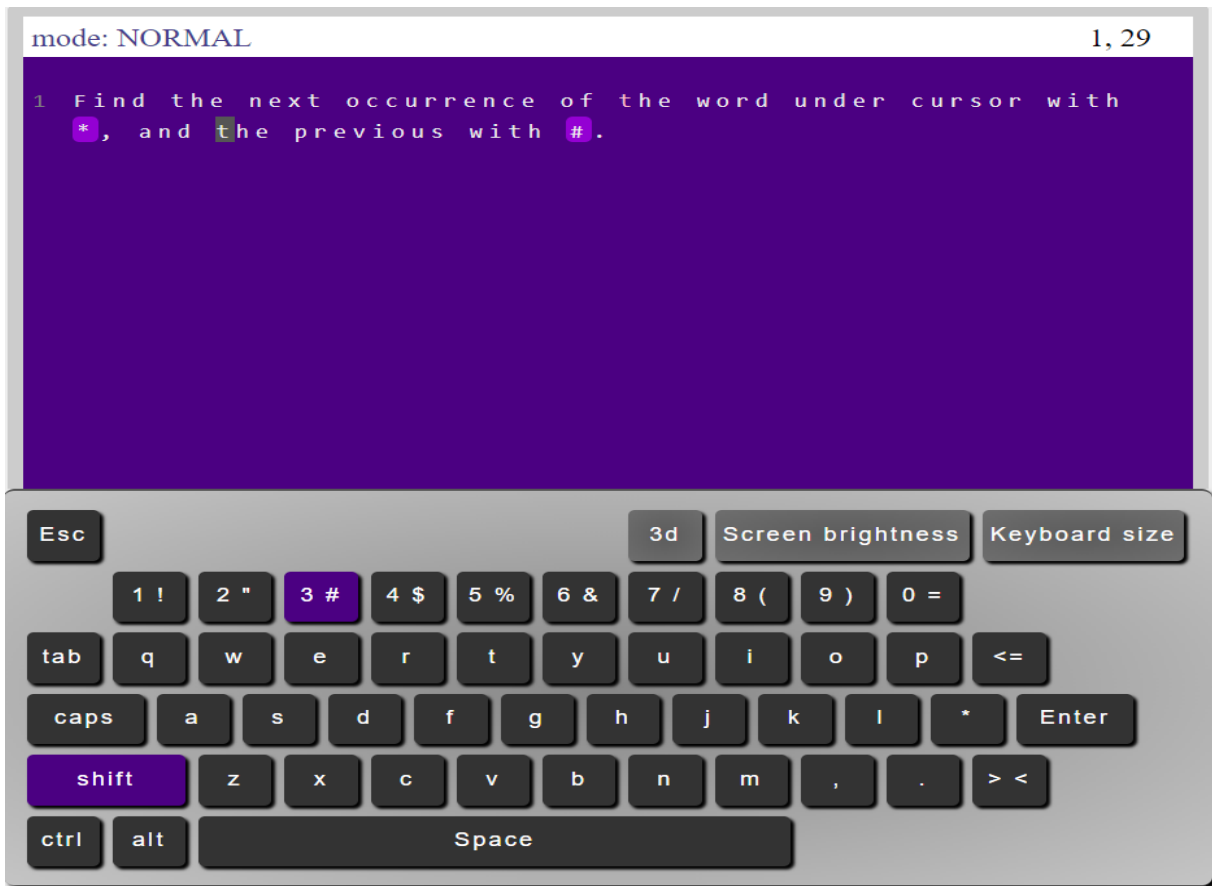 mode: NORMAL 1, 29
1 Find the next occurrence of the word under cursor with
*, and the previous with #.
Esc 3d Screen brightness Keyboard size
1 ! 2 " 3 # 4 $ 5 % 6 & 7 / 8 ( 9 ) 0 =
tab q w e r t y u i o p <=
caps a s d f g h j k l * Enter
shift z x c v b n m , . > <
ctrl alt Space